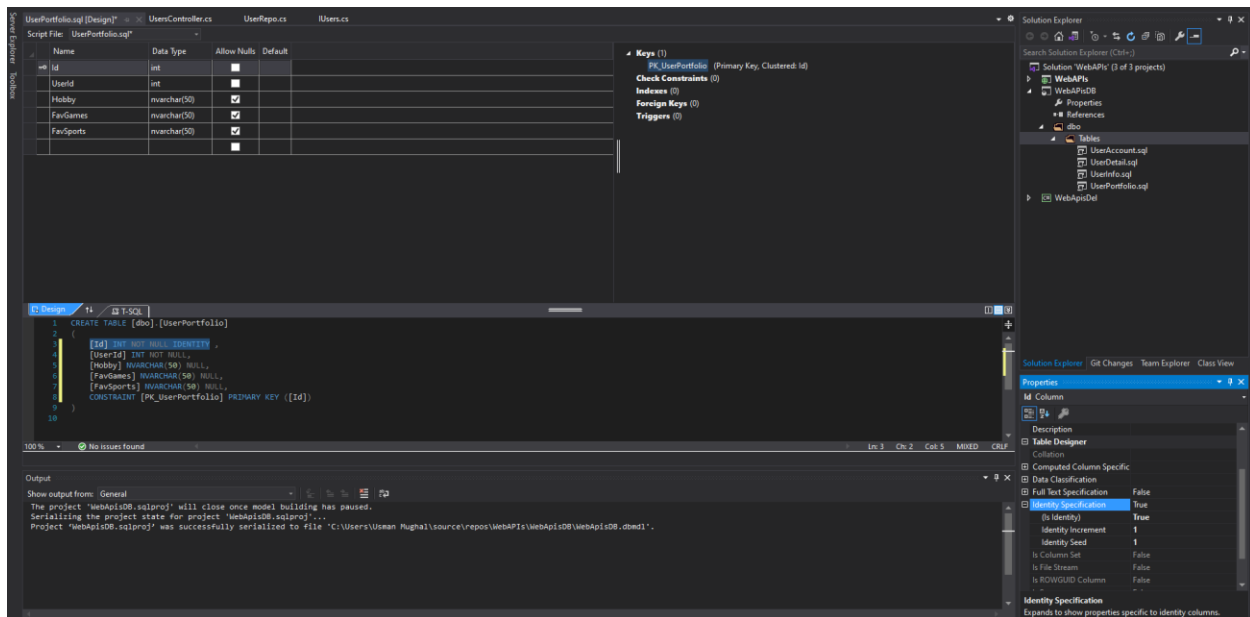 Server Explorer
Toolbox
UserPortfolio.sql [Design]*
UsersController.cs
UserRepo.cs
IUsers.cs
Script File: UserPortfolio.sql*
Name Data Type Allow Nulls Default
Id int
UserId int
Hobby nvarchar(50)
FavGames nvarchar(50)
FavSports nvarchar(50)
Keys (1)
PK_UserPortfolio (Primary Key, Clustered: Id)
Check Constraints (0)
Indexes (0)
Foreign Keys (0)
Triggers (0)
Design T-SQL
1 CREATE TABLE [dbo].[UserPortfolio]
2 (
3 [Id] INT NOT NULL IDENTITY ,
4 [UserId] INT NOT NULL,
5 [Hobby] NVARCHAR(50) NULL,
6 [FavGames] NVARCHAR(50) NULL,
7 [FavSports] NVARCHAR(50) NULL,
8 CONSTRAINT [PK_UserPortfolio] PRIMARY KEY ([Id])
9 )
10
100 % No issues found Ln: 3 Ch: 2 Col: 5 MIXED CRLF
Output
Show output from: General
The project 'WebApisDB.sqlproj' will close once model building has paused.
Serializing the project state for project 'WebApisDB.sqlproj'...
Project 'WebApisDB.sqlproj' was successfully serialized to file 'C:\Users\Usman Mughal\source\repos\WebAPIs\WebApisDB\WebApisDB.dbmdl'.
Solution Explorer
Search Solution Explorer (Ctrl+;)
Solution 'WebAPIs' (3 of 3 projects)
WebAPIs
WebAPisDB
Properties
References
dbo
Tables
UserAccount.sql
UserDetail.sql
UserInfo.sql
UserPortfolio.sql
WebApisDel
Solution Explorer Git Changes Team Explorer Class View
Properties
Id Column
Description
Table Designer
Collation
Computed Column Specific
Data Classification
Full Text Specification False
Identity Specification True
(Is Identity) True
Identity Increment 1
Identity Seed 1
Is Column Set False
Is File Stream False
Is ROWGUID Column False
Identity Specification
Expands to show properties specific to identity columns.